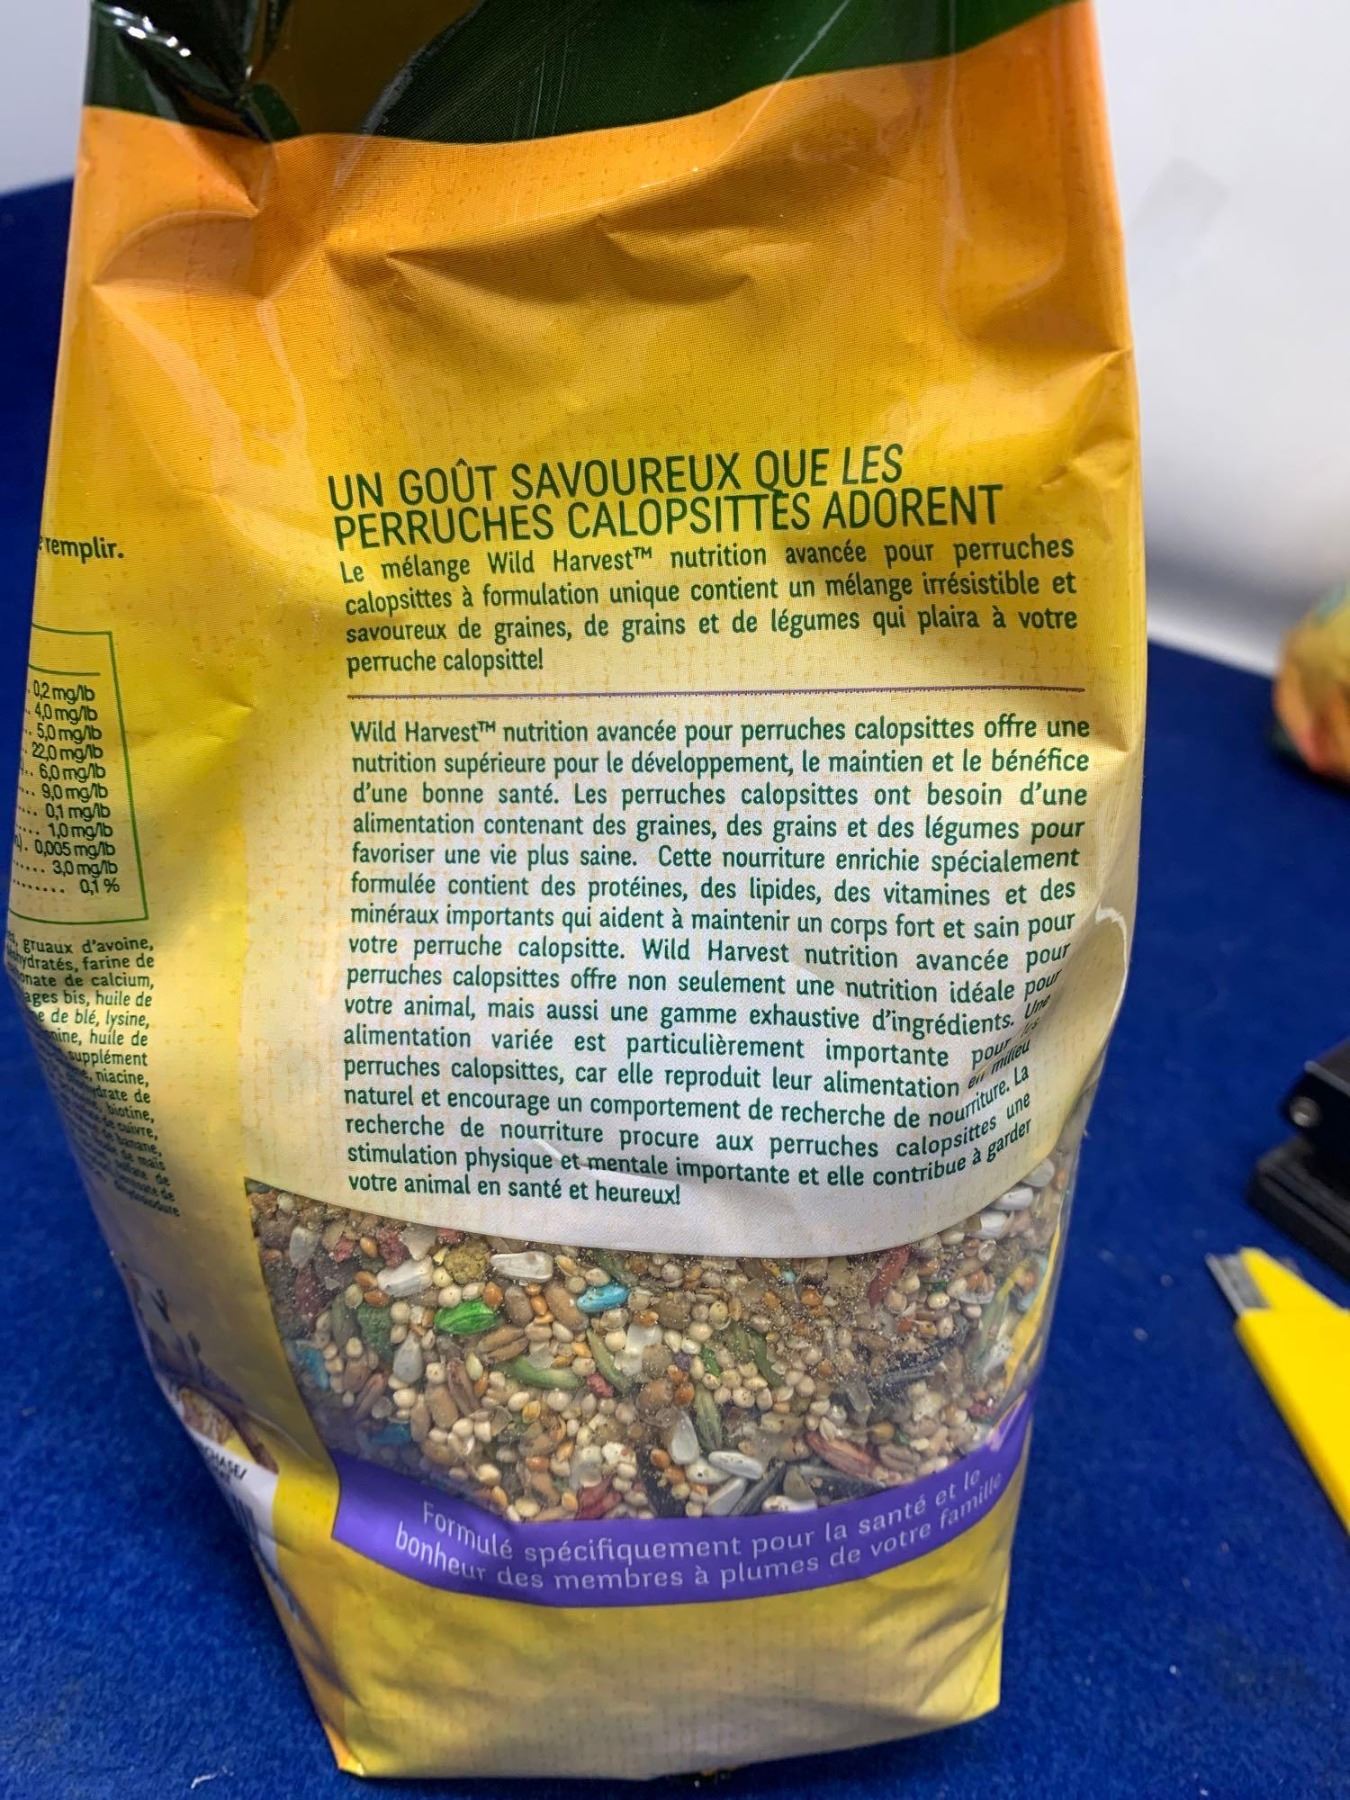 UN GOÛT SAVOUREUX QUE LES
PERRUCHES CALOPSITTES ADORENT
Le mélange Wild Harvest™ nutrition avancée pour perruches
calopsittes à formulation unique contient un mélange irrésistible et
savoureux de graines, de grains et de légumes qui plaira à votre
perruche calopsitte!
Wild Harvest™ nutrition avancée pour perruches calopsittes offre une
nutrition supérieure pour le développement, le maintien et le bénéfice
d'une bonne santé. Les perruches calopsittes ont besoin d'une
alimentation contenant des graines, des grains et des légumes pour
favoriser une vie plus saine. Cette nourriture enrichie spécialement
formulée contient des protéines, des lipides, des vitamines et des
minéraux importants qui aident à maintenir un corps fort et sain pour
votre perruche calopsitte. Wild Harvest nutrition avancée pour
perruches calopsittes offre non seulement une nutrition idéale pour
votre animal, mais aussi une gamme exhaustive d'ingrédients. Une
alimentation variée est particulièrement importante pour
perruches calopsittes, car elle reproduit leur alimentation en milieu
naturel et encourage un comportement de recherche de nourriture. La
recherche de nourriture procure aux perruches calopsittes une
stimulation physique et mentale importante et elle contribue à garder
votre animal en santé et heureux!
Formulé spécifiquement pour la santé et le
bonheur des membres à plumes de votre famille
remplir.
0,2 mg/lb
4,0 mg/lb
5,0 mg/lb
22,0 mg/lb
6,0 mg/lb
9,0 mg/lb
0,1 mg/lb
1,0 mg/lb
0,005 mg/lb
3,0 mg/lb
0,1 %
gruaux d'avoine,
farine de
de calcium,
bis, huile de
de blé, lysine,
huile de
supplément
niacine,
de
biotine,
cuivre,
banane,
de maïs
sulfate de
de